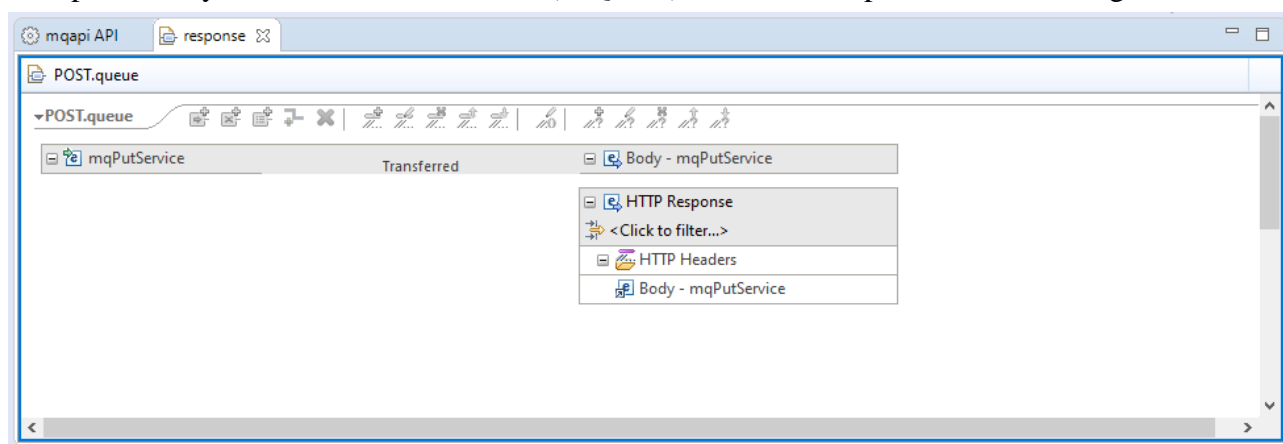 mqapi API response
POST.queue
POST.queue
mqPutService Transferred Body - mqPutService
HTTP Response
<Click to filter...>
HTTP Headers
Body - mqPutService